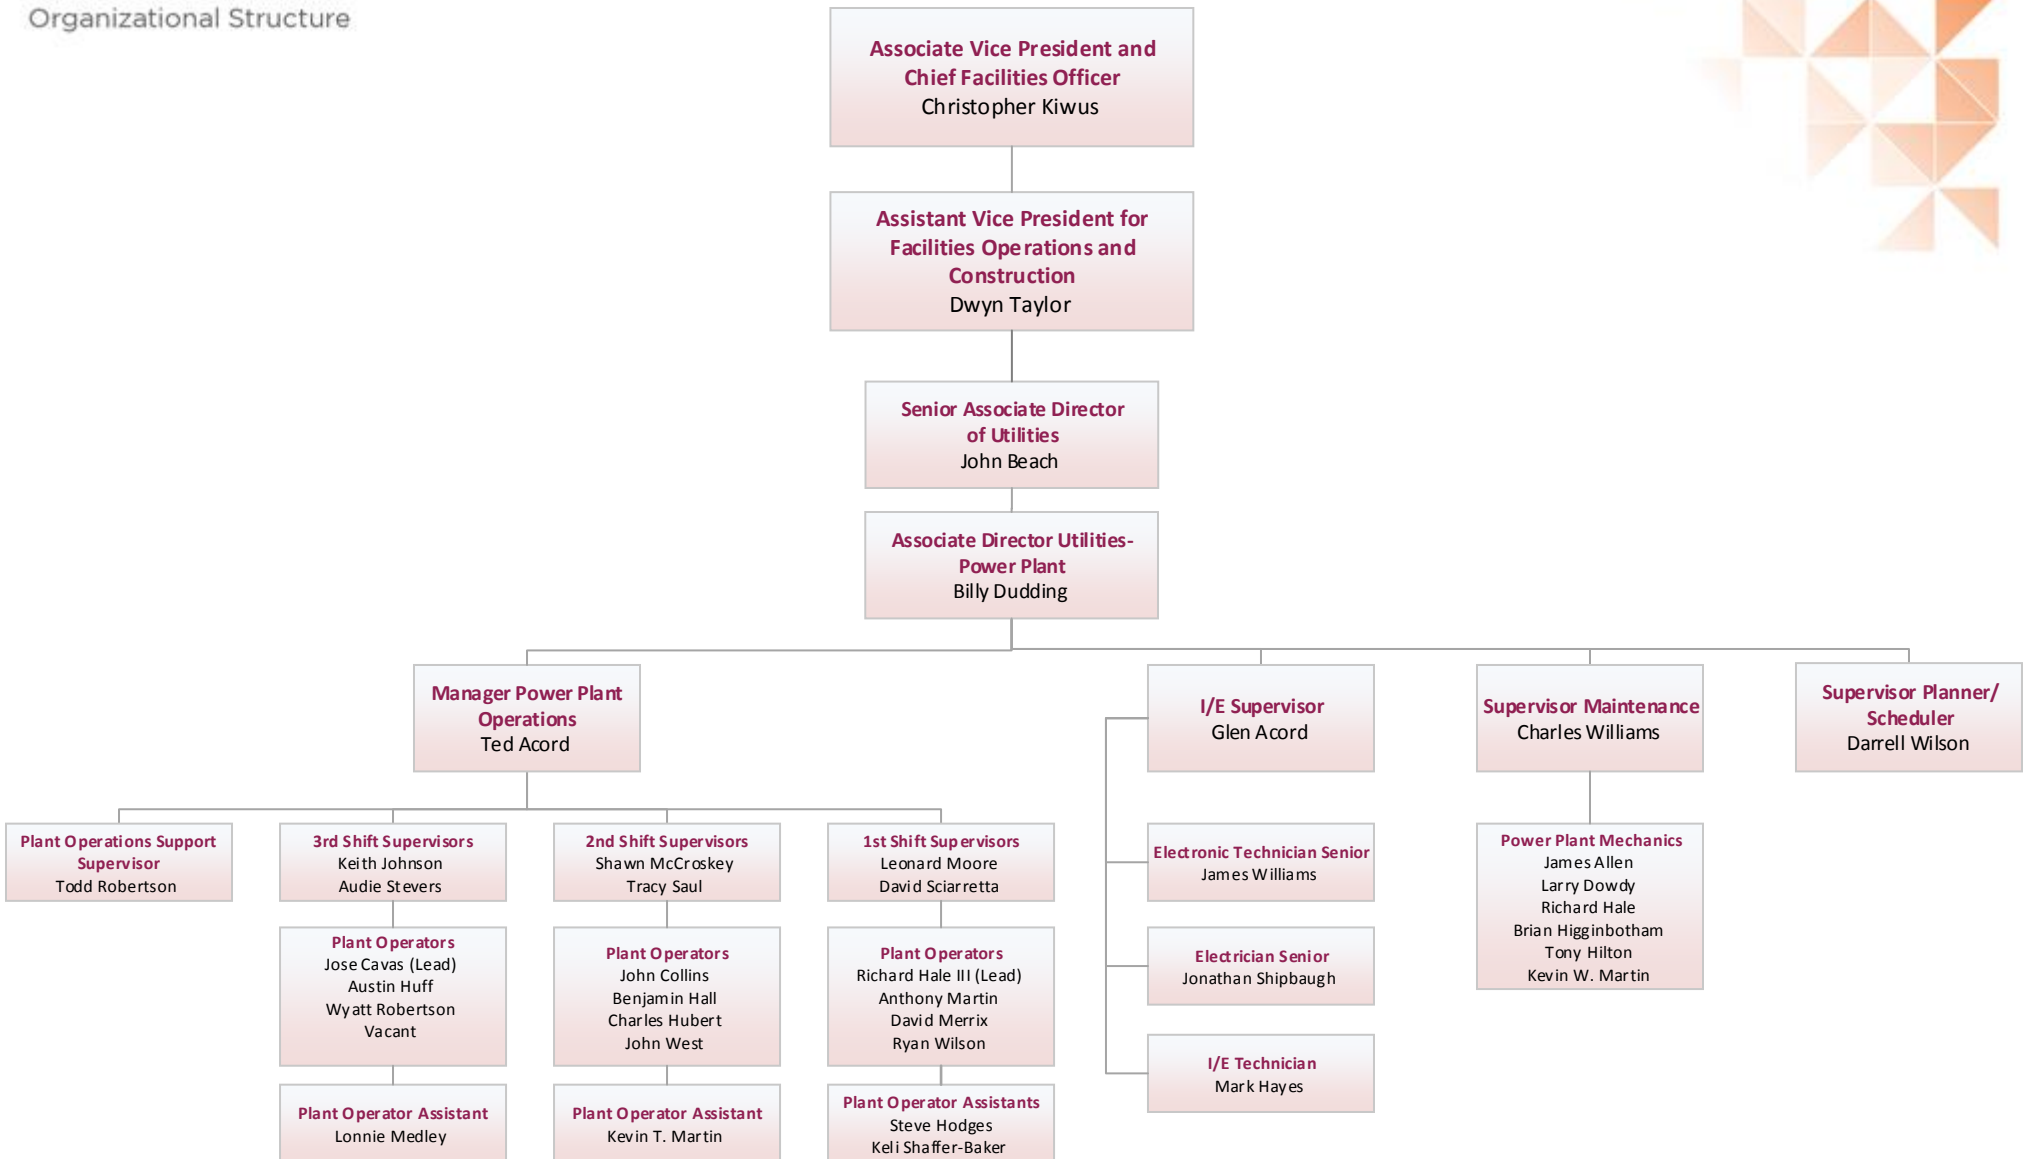 Organizational Structure
Associate Vice President and
Chief Facilities Officer
Christopher Kiwus
Assistant Vice President for
Facilities Operations and
Construction
Dwyn Taylor
Senior Associate Director
of Utilities
John Beach
Associate Director Utilities-
Power Plant
Billy Dudding
Manager Power Plant
Operations
Ted Acord
I/E Supervisor
Glen Acord
Supervisor Maintenance
Charles Williams
Supervisor Planner/
Scheduler
Darrell Wilson
Plant Operations Support
Supervisor
Todd Robertson
3rd Shift Supervisors
Keith Johnson
Audie Stevers
2nd Shift Supervisors
Shawn McCroskey
Tracy Saul
1st Shift Supervisors
Leonard Moore
David Sciarretta
Electronic Technician Senior
James Williams
Power Plant Mechanics
James Allen
Larry Dowdy
Richard Hale
Brian Higginbotham
Tony Hilton
Kevin W. Martin
Plant Operators
Jose Cavas (Lead)
Austin Huff
Wyatt Robertson
Vacant
Plant Operators
John Collins
Benjamin Hall
Charles Hubert
John West
Plant Operators
Richard Hale III (Lead)
Anthony Martin
David Merrix
Ryan Wilson
Electrician Senior
Jonathan Shipbaugh
I/E Technician
Mark Hayes
Plant Operator Assistant
Lonnie Medley
Plant Operator Assistant
Kevin T. Martin
Plant Operator Assistants
Steve Hodges
Keli Shaffer-Baker